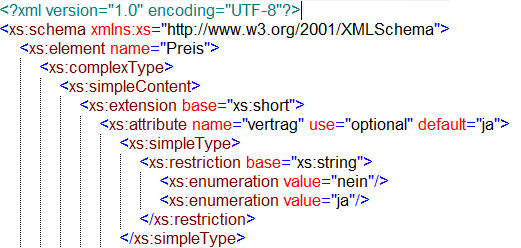 <?xml version="1.0" encoding="UTF-8"?>
<xs:schema xmlns:xs="http://www.w3.org/2001/XMLSchema">
<xs:element name="Preis">
<xs:complexType>
<xs:simpleContent>
<xs:extension base="xs:short">
<xs:attribute name="vertrag" use="optional" default="ja">
<xs:simpleType>
<xs:restriction base="xs:string">
<xs:enumeration value="nein"/>
<xs:enumeration value="ja"/>
</xs:restriction>
</xs:simpleType>